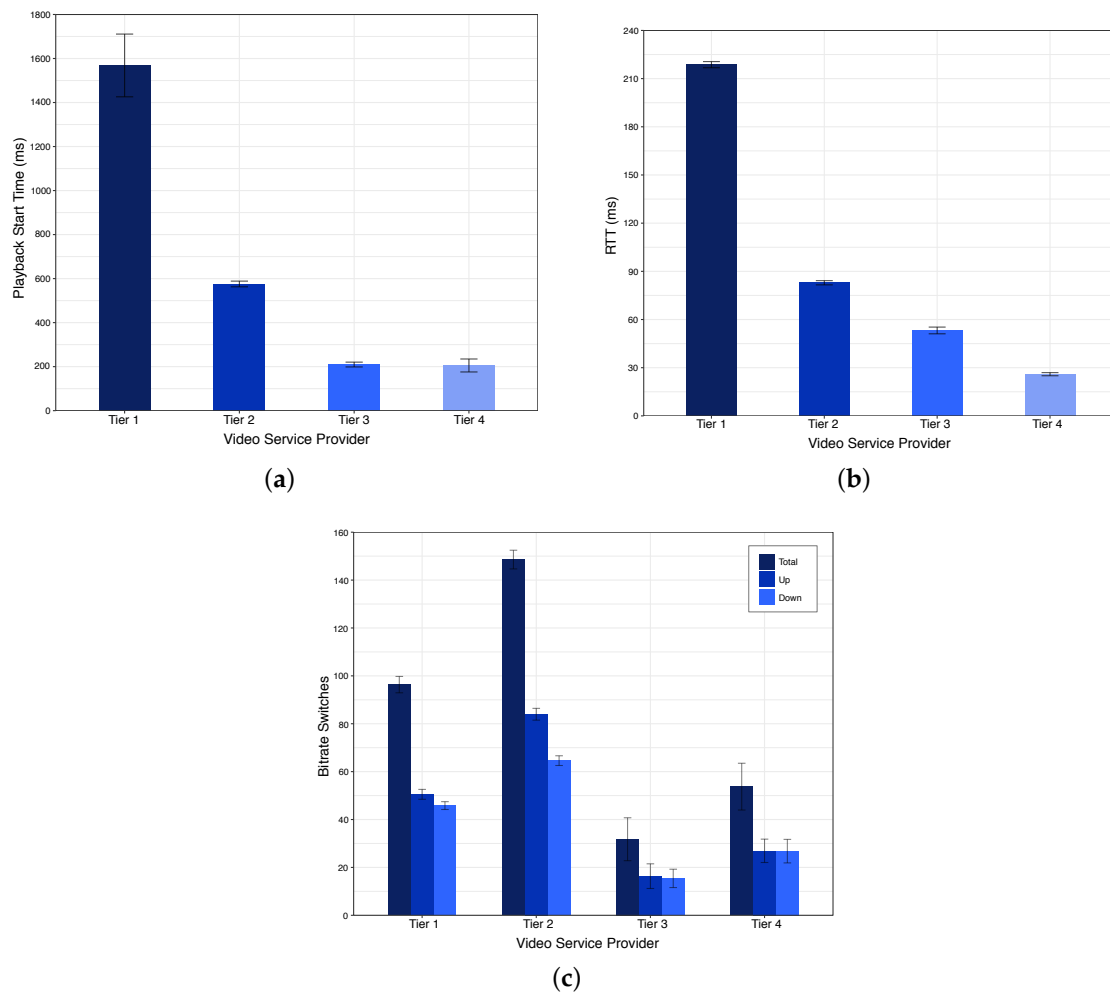 Playback Start Time (ms)
1800
1600
1400
1200
1000
800
600
400
200
0
Tier 1 Tier 2 Tier 3 Tier 4
Video Service Provider
(a)
RTT (ms)
240
210
180
150
120
90
60
30
0
Tier 1 Tier 2 Tier 3 Tier 4
Video Service Provider
(b)
Bitrate Switches
160
140
120
100
80
60
40
20
0
Total
Up
Down
Tier 1 Tier 2 Tier 3 Tier 4
Video Service Provider
(c)